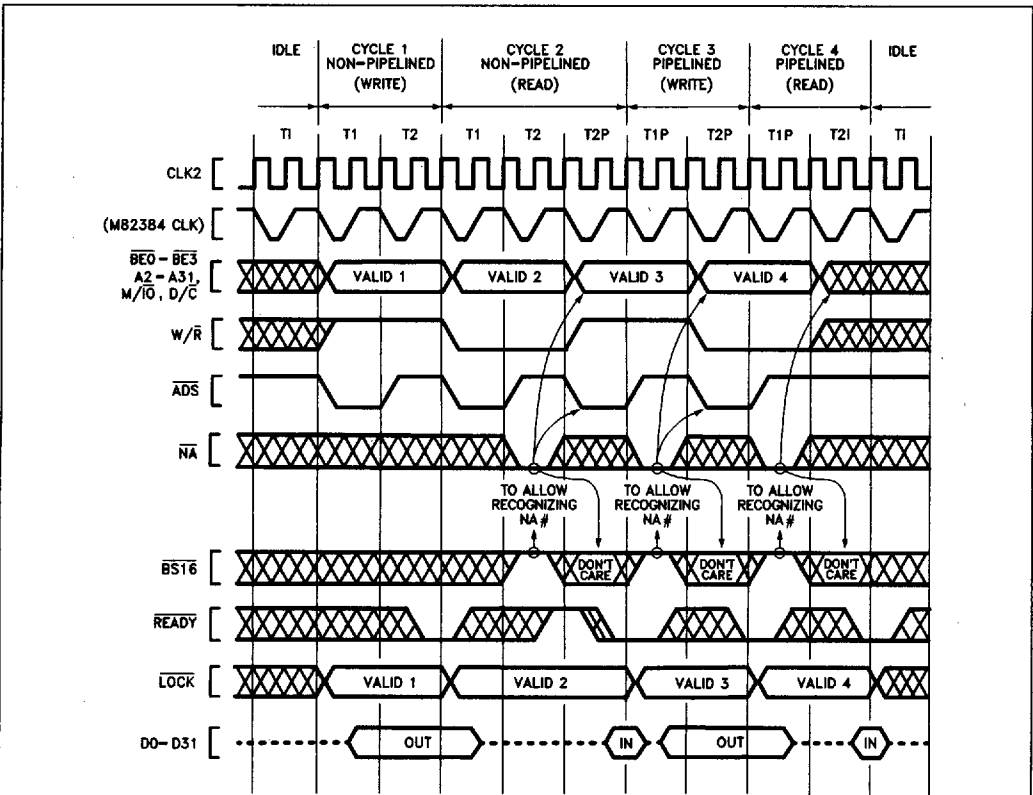 IDLE
CYCLE 1
NON-PIPELINED
(WRITE)
CYCLE 2
NON-PIPELINED
(READ)
CYCLE 3
PIPELINED
(WRITE)
CYCLE 4
PIPELINED
(READ)
IDLE
TI T1 T2 T1 T2 T2P T1P T2P T1P T2I TI
CLK2
(M82384 CLK)
BE0-BE3
A2-A31,
M/IO, D/C
VALID 1 VALID 2 VALID 3 VALID 4
W/R
ADS
NA
TO ALLOW
RECOGNIZING
NA#
TO ALLOW
RECOGNIZING
NA#
TO ALLOW
RECOGNIZING
NA#
BS16
DON'T
CARE
DON'T
CARE
DON'T
CARE
READY
LOCK
VALID 1 VALID 2 VALID 3 VALID 4
D0-D31
OUT IN OUT IN